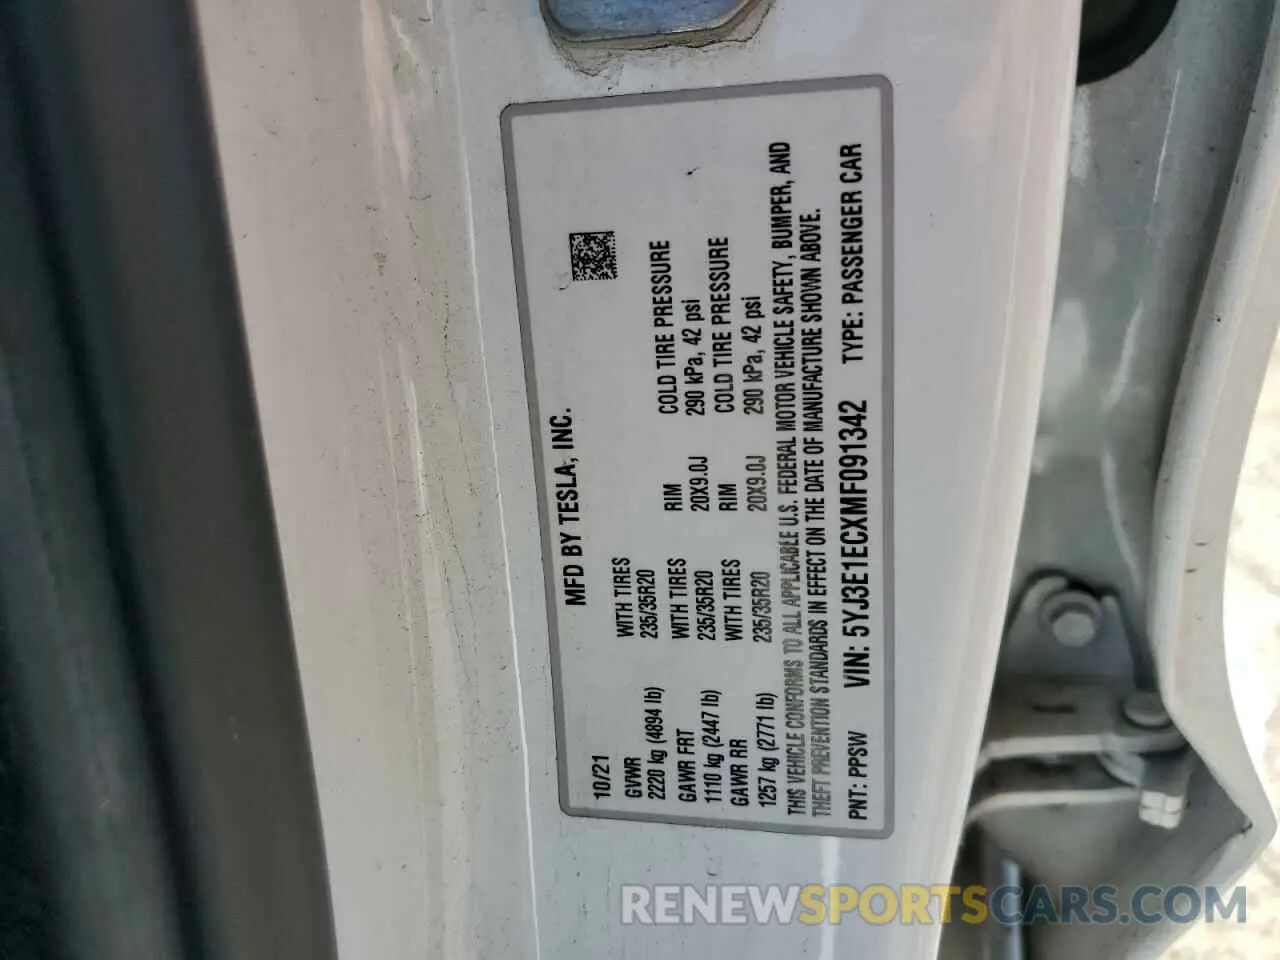 MFD BY TESLA, INC.
10/21
GVWR WITH TIRES RIM COLD TIRE PRESSURE
2220 kg (4894 lb) 235/35R20
GAWR FRT WITH TIRES RIM COLD TIRE PRESSURE
1110 kg (2447 lb) 235/35R20 20X9.0J 290 kPa, 42 psi
GAWR RR WITH TIRES RIM COLD TIRE PRESSURE
1257 kg (2771 lb) 235/35R20 20X9.0J 290 kPa, 42 psi
THIS VEHICLE CONFORMS TO ALL APPLICABLE U.S. FEDERAL MOTOR VEHICLE SAFETY, BUMPER, AND
THEFT PREVENTION STANDARDS IN EFFECT ON THE DATE OF MANUFACTURE SHOWN ABOVE.
PNT: PPSW VIN: 5YJ3E1ECXMF091342 TYPE: PASSENGER CAR
RENEWSPORTSCARS.COM